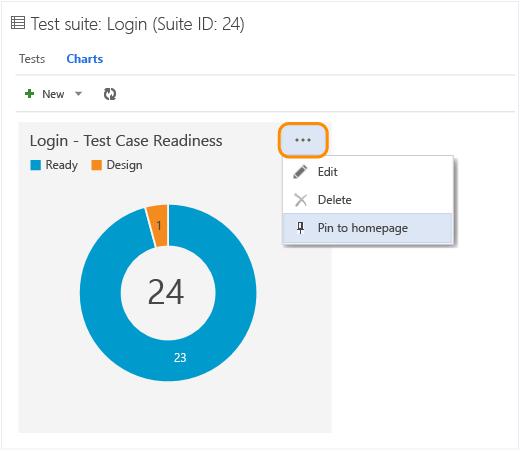 Test suite: Login (Suite ID: 24)
Tests Charts
New
Login - Test Case Readiness
Ready Design
Edit
Delete
Pin to homepage
1
24
23